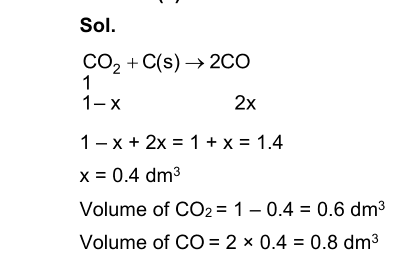 Sol.
CO₂ + C(s) → 2CO
1
1– x 2x
1 – x + 2x = 1 + x = 1.4
x = 0.4 dm³
Volume of CO₂ = 1 – 0.4 = 0.6 dm³
Volume of CO = 2 × 0.4 = 0.8 dm³